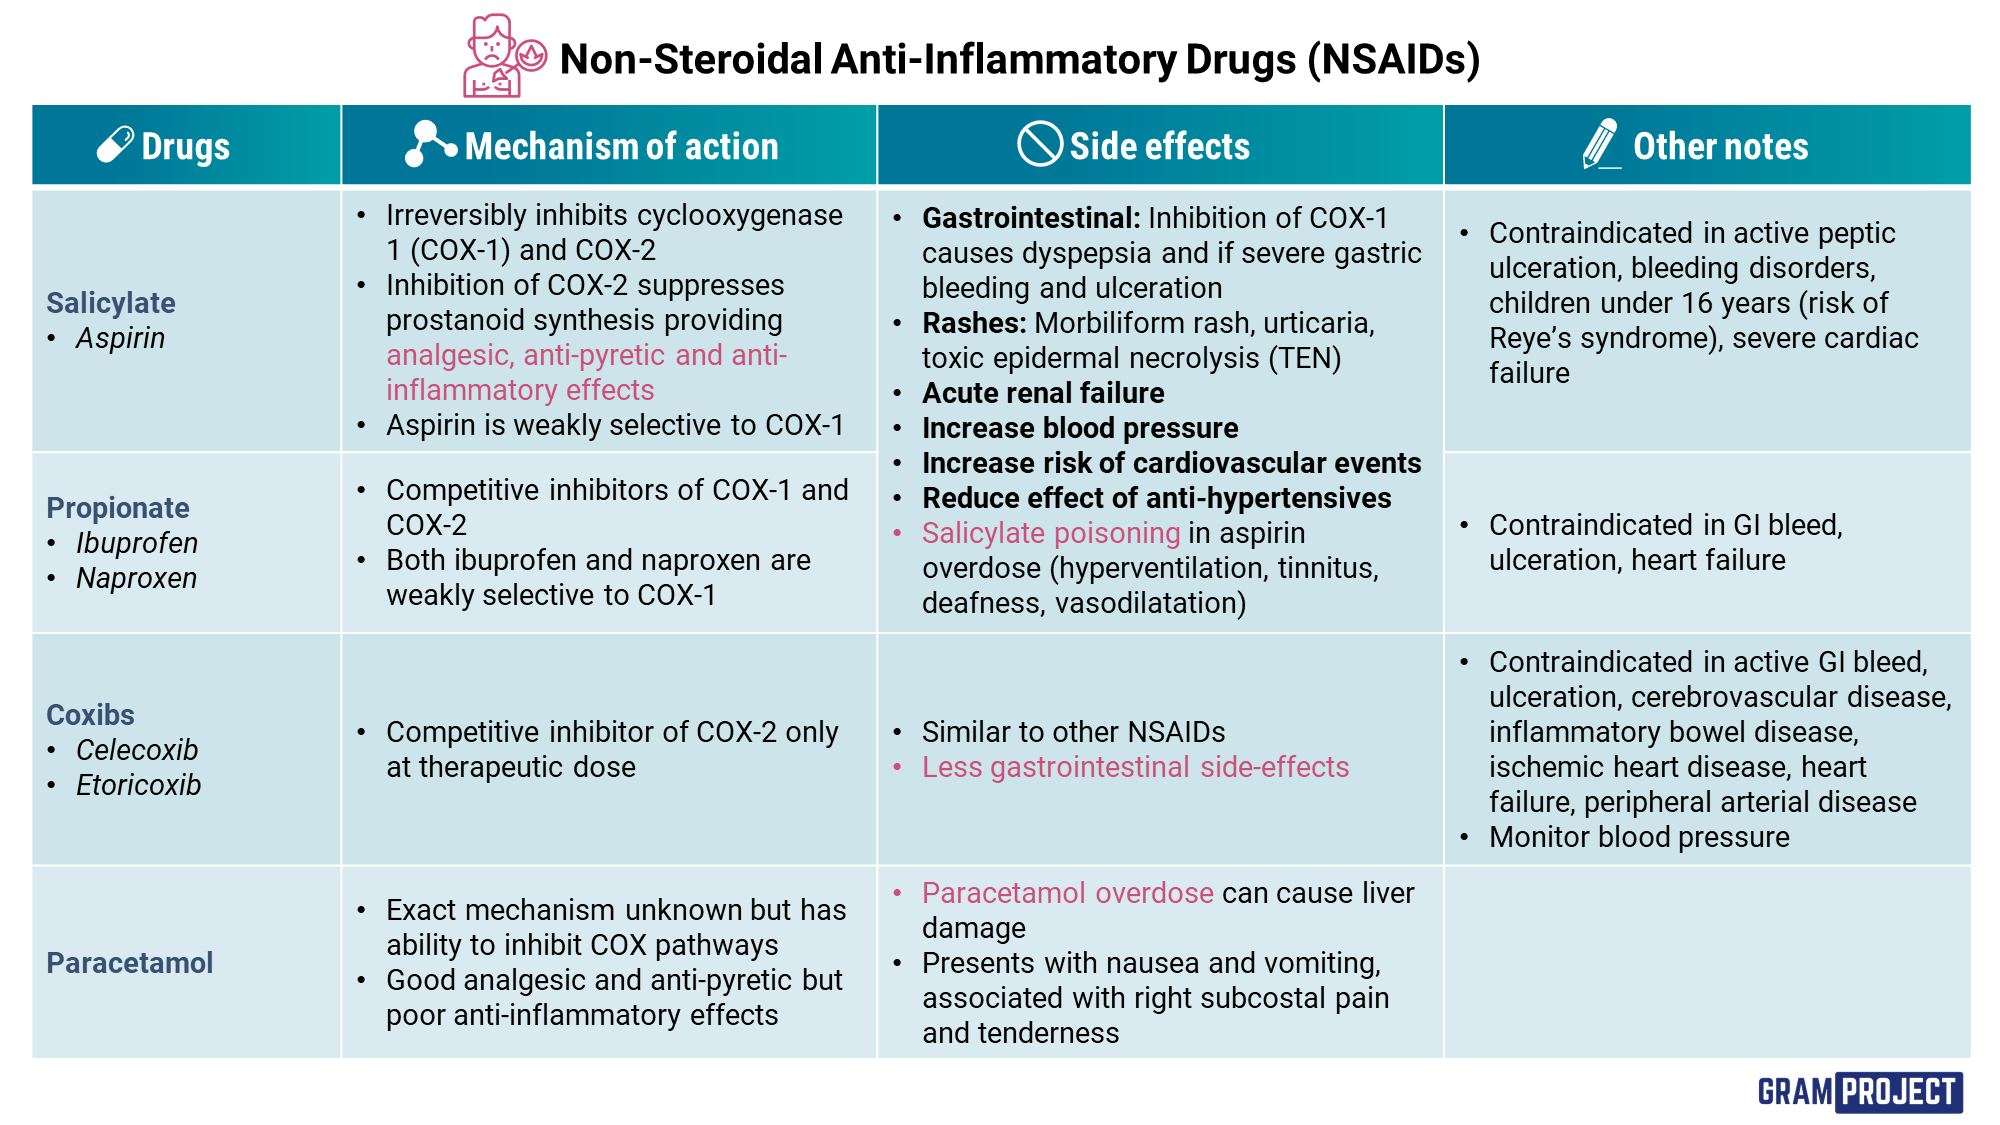 Non-Steroidal Anti-Inflammatory Drugs (NSAIDs)
Drugs
Mechanism of action
Side effects
Other notes
Salicylate
• Aspirin
• Irreversibly inhibits cyclooxygenase
1 (COX-1) and COX-2
• Inhibition of COX-2 suppresses
prostanoid synthesis providing
analgesic, anti-pyretic and anti-
inflammatory effects
• Aspirin is weakly selective to COX-1
• Gastrointestinal: Inhibition of COX-1
causes dyspepsia and if severe gastric
bleeding and ulceration
• Rashes: Morbiliform rash, urticaria,
toxic epidermal necrolysis (TEN)
• Acute renal failure
• Increase blood pressure
• Increase risk of cardiovascular events
• Reduce effect of anti-hypertensives
• Salicylate poisoning in aspirin
overdose (hyperventilation, tinnitus,
deafness, vasodilatation)
• Contraindicated in active peptic
ulceration, bleeding disorders,
children under 16 years (risk of
Reye’s syndrome), severe cardiac
failure
Propionate
• Ibuprofen
• Naproxen
• Competitive inhibitors of COX-1 and
COX-2
• Both ibuprofen and naproxen are
weakly selective to COX-1
• Contraindicated in GI bleed,
ulceration, heart failure
Coxibs
• Celecoxib
• Etoricoxib
• Competitive inhibitor of COX-2 only
at therapeutic dose
• Similar to other NSAIDs
• Less gastrointestinal side-effects
• Contraindicated in active GI bleed,
ulceration, cerebrovascular disease,
inflammatory bowel disease,
ischemic heart disease, heart
failure, peripheral arterial disease
• Monitor blood pressure
Paracetamol
• Exact mechanism unknown but has
ability to inhibit COX pathways
• Good analgesic and anti-pyretic but
poor anti-inflammatory effects
• Paracetamol overdose can cause liver
damage
• Presents with nausea and vomiting,
associated with right subcostal pain
and tenderness
GRAM PROJECT